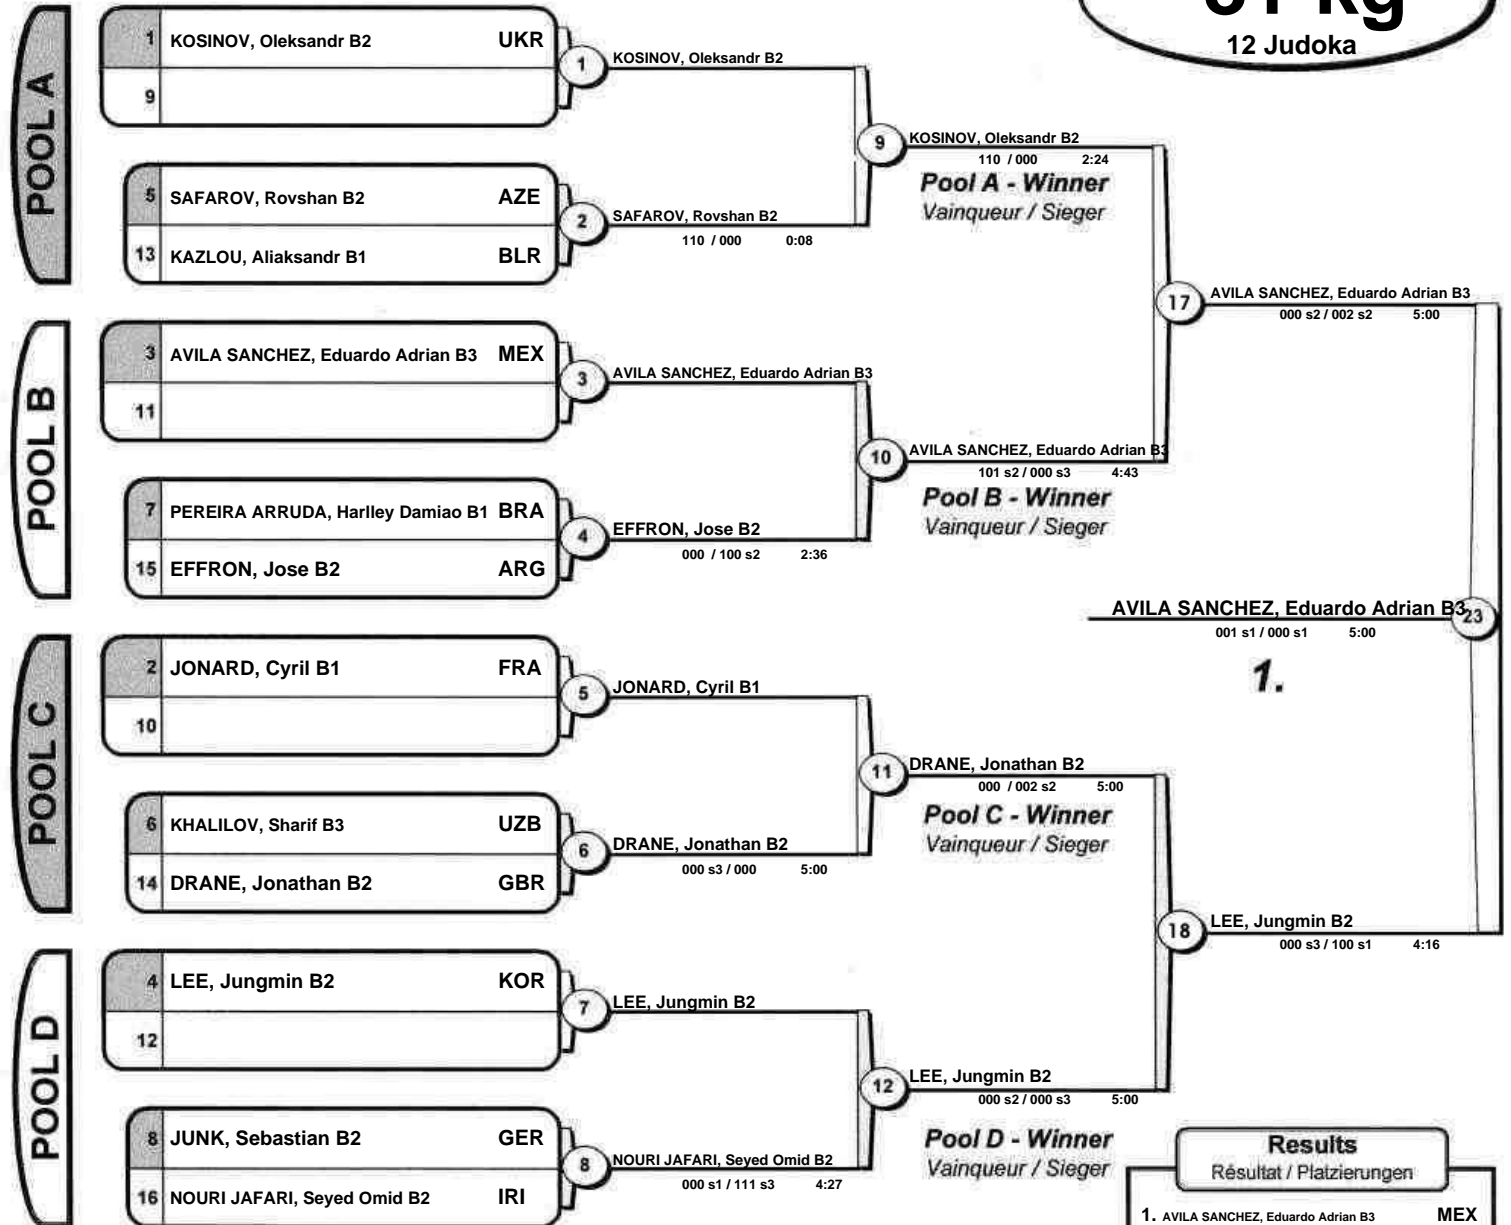 81 kg
12 Judoka
POOL A
1 KOSINOV, Oleksandr B2 UKR
9
5 SAFAROV, Rovshan B2 AZE
13 KAZLOU, Aliaksandr B1 BLR
1 KOSINOV, Oleksandr B2
2 SAFAROV, Rovshan B2
110 / 000 0:08
9 KOSINOV, Oleksandr B2
110 / 000 2:24
Pool A - Winner
Vainqueur / Sieger
POOL B
3 AVILA SANCHEZ, Eduardo Adrian B3 MEX
11
7 PEREIRA ARRUDA, Harlley Damiao B1 BRA
15 EFFRON, Jose B2 ARG
3 AVILA SANCHEZ, Eduardo Adrian B3
4 EFFRON, Jose B2
000 / 100 s2 2:36
10 AVILA SANCHEZ, Eduardo Adrian B3
101 s2 / 000 s3 4:43
Pool B - Winner
Vainqueur / Sieger
17 AVILA SANCHEZ, Eduardo Adrian B3
000 s2 / 002 s2 5:00
AVILA SANCHEZ, Eduardo Adrian B3 23
001 s1 / 000 s1 5:00
1.
POOL C
2 JONARD, Cyril B1 FRA
10
6 KHALILOV, Sharif B3 UZB
14 DRANE, Jonathan B2 GBR
5 JONARD, Cyril B1
6 DRANE, Jonathan B2
000 s3 / 000 5:00
11 DRANE, Jonathan B2
000 / 002 s2 5:00
Pool C - Winner
Vainqueur / Sieger
POOL D
4 LEE, Jungmin B2 KOR
12
8 JUNK, Sebastian B2 GER
16 NOURI JAFARI, Seyed Omid B2 IRI
7 LEE, Jungmin B2
8 NOURI JAFARI, Seyed Omid B2
000 s1 / 111 s3 4:27
12 LEE, Jungmin B2
000 s2 / 000 s3 5:00
Pool D - Winner
Vainqueur / Sieger
18 LEE, Jungmin B2
000 s3 / 100 s1 4:16
Results
Résultat / Platzierungen
1. AVILA SANCHEZ, Eduardo Adrian B3 MEX